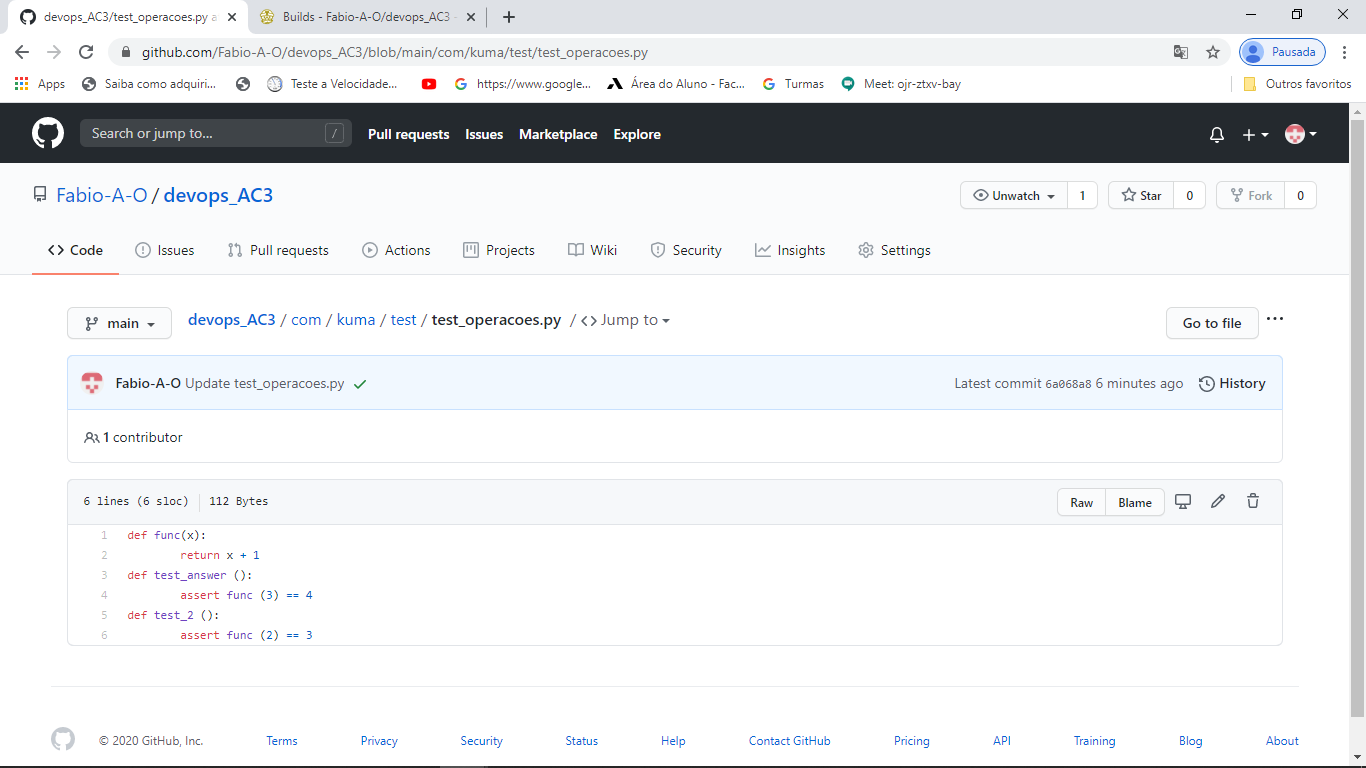 devops_AC3/test_operacoes.py a
Builds - Fabio-A-O/devops_AC3
github.com/Fabio-A-O/devops_AC3/blob/main/com/kuma/test/test_operacoes.py
Pausada
Apps Saiba como adquiri... Teste a Velocidade... https://www.google... Área do Aluno - Fac... Turmas Meet: ojr-ztxv-bay Outros favoritos
Search or jump to... / Pull requests Issues Marketplace Explore
Fabio-A-O / devops_AC3 Unwatch 1 Star 0 Fork 0
Code Issues Pull requests Actions Projects Wiki Security Insights Settings
main devops_AC3 / com / kuma / test / test_operacoes.py / <> Jump to Go to file ...
Fabio-A-O Update test_operacoes.py Latest commit 6a068a8 6 minutes ago History
1 contributor
6 lines (6 sloc) 112 Bytes Raw Blame
1 def func(x):
2 return x + 1
3 def test_answer ():
4 assert func (3) == 4
5 def test_2 ():
6 assert func (2) == 3
© 2020 GitHub, Inc. Terms Privacy Security Status Help Contact GitHub Pricing API Training Blog About